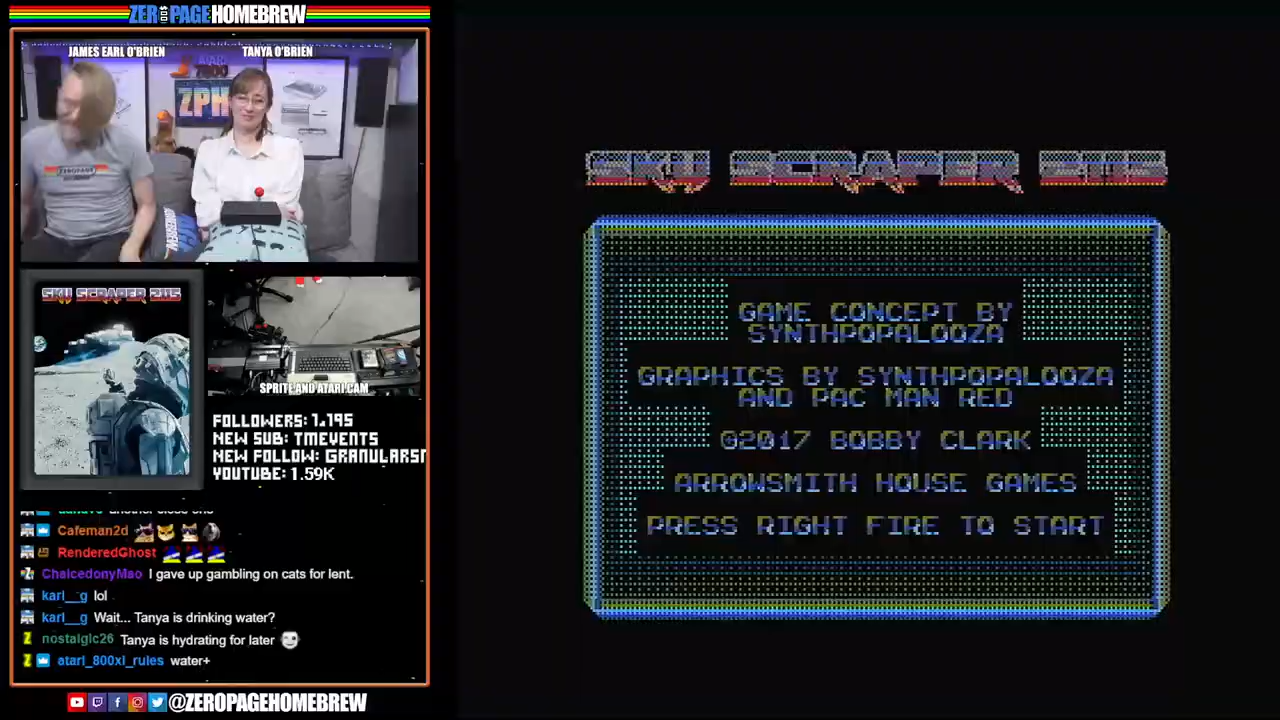 ZERO PAGE HOMEBREW
JAMES EARL O'BRIEN
TANYA O'BRIEN
ZPH
SKY SCRAPER 2115
SPRITE AND ATARI CAM
FOLLOWERS: 1,195
NEW SUB: TMEVENTS
NEW FOLLOW: GRANULARS
YOUTUBE: 1.59K
Cafeman2d
RenderedGhost
ChalcedonyMao I gave up gambling on cats for lent.
karl__g lol
karl__g Wait... Tanya is drinking water?
nostalgic26 Tanya is hydrating for later
atari_800xl_rules water+
@ZEROPAGEHOMEBREW
SKY SCRAPER 2115
GAME CONCEPT BY
SYNTHPOPALOOZA
GRAPHICS BY SYNTHPOPALOOZA
AND PAC MAN RED
©2017 BOBBY CLARK
ARROWSMITH HOUSE GAMES
PRESS RIGHT FIRE TO START